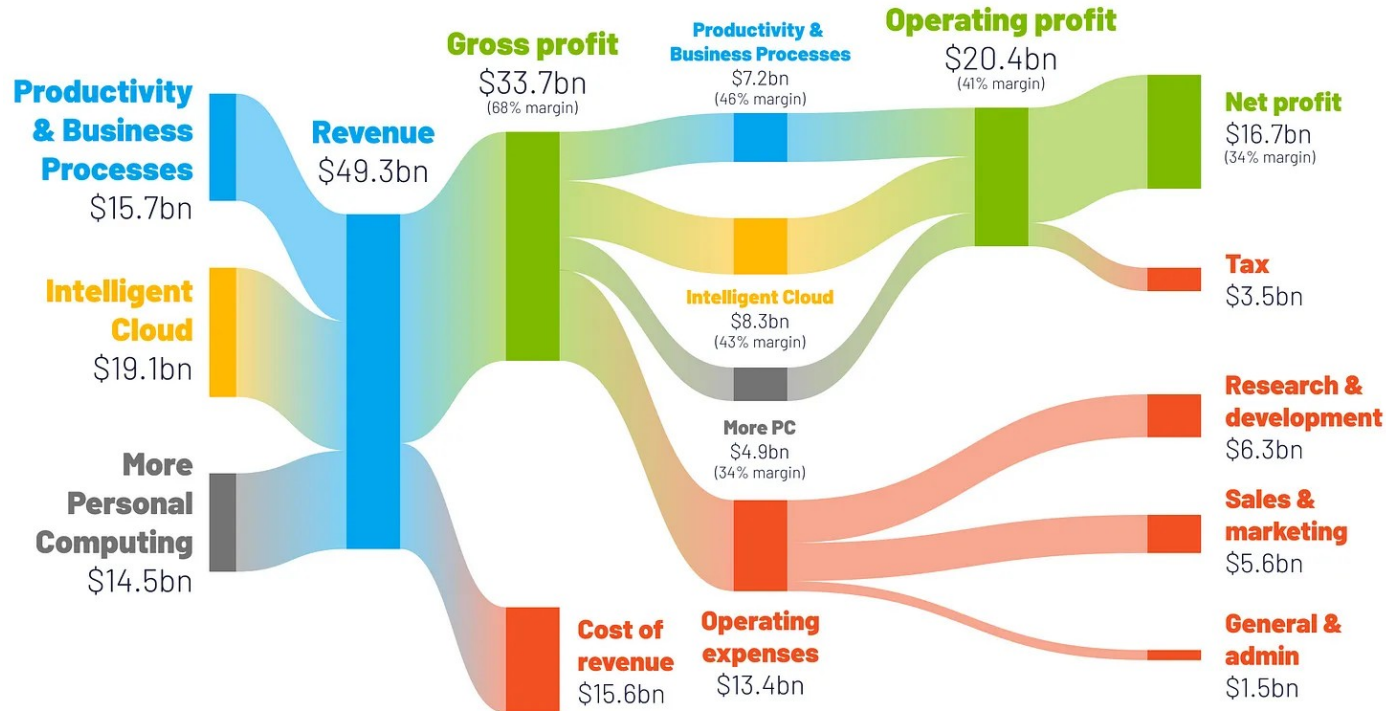 Productivity
& Business
Processes
$15.7bn
Intelligent
Cloud
$19.1bn
More
Personal
Computing
$14.5bn
Revenue
$49.3bn
Gross profit
$33.7bn
(68% margin)
Cost of
revenue
$15.6bn
Productivity &
Business Processes
$7.2bn
(46% margin)
Intelligent Cloud
$8.3bn
(43% margin)
More PC
$4.9bn
(34% margin)
Operating
expenses
$13.4bn
Operating profit
$20.4bn
(41% margin)
Net profit
$16.7bn
(34% margin)
Tax
$3.5bn
Research &
development
$6.3bn
Sales &
marketing
$5.6bn
General &
admin
$1.5bn